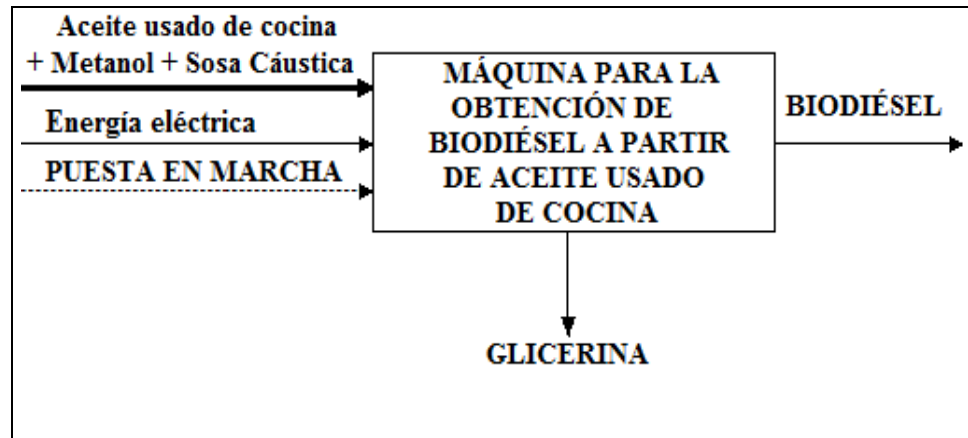 Aceite usado de cocina
+ Metanol + Sosa Cáustica
Energía eléctrica
PUESTA EN MARCHA
MÁQUINA PARA LA
OBTENCIÓN DE
BIODIÉSEL A PARTIR
DE ACEITE USADO
DE COCINA
BIODIÉSEL
GLICERINA